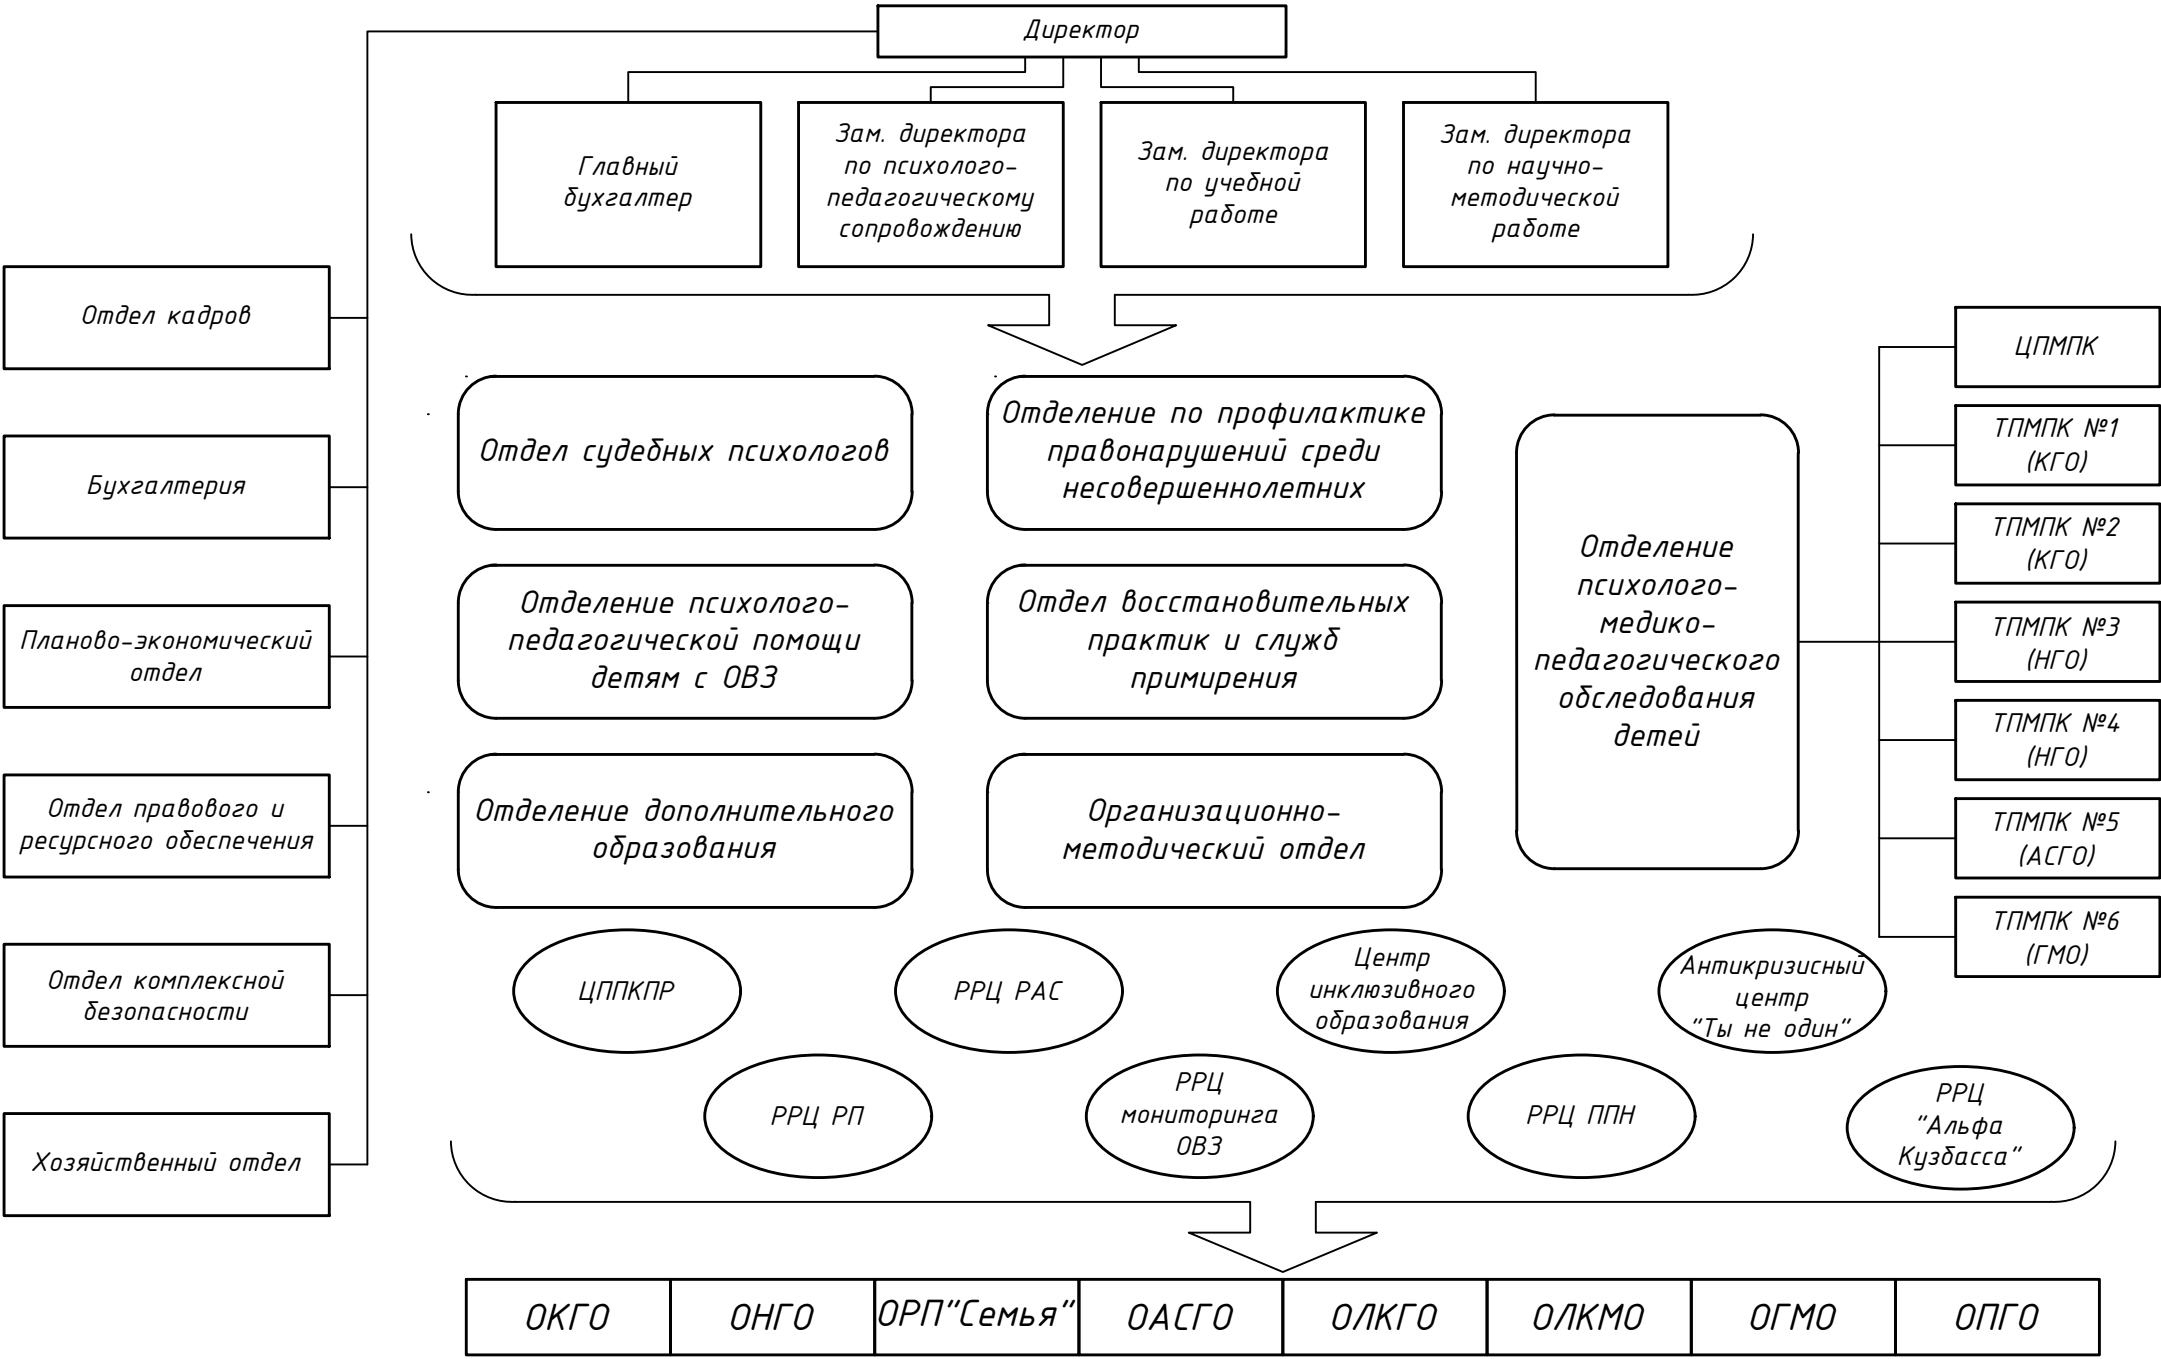 Директор
Главный
бухгалтер
Зам. директора
по психолого-
педагогическому
сопровождению
Зам. директора
по учебной
работе
Зам. директора
по научно-
методической
работе
Отдел кадров
Бухгалтерия
Планово-экономический
отдел
Отдел правового и
ресурсного обеспечения
Отдел комплексной
безопасности
Хозяйственный отдел
Отдел судебных психологов
Отделение по профилактике
правонарушений среди
несовершеннолетних
Отделение психолого-
педагогической помощи
детям с ОВЗ
Отдел восстановительных
практик и служб
примирения
Отделение дополнительного
образования
Организационно-
методический отдел
Отделение
психолого-
медико-
педагогического
обследования
детей
ЦПМПК
ТПМПК №1
(КГО)
ТПМПК №2
(КГО)
ТПМПК №3
(НГО)
ТПМПК №4
(НГО)
ТПМПК №5
(АСГО)
ТПМПК №6
(ГМО)
ЦППКПР
РРЦ РАС
Центр
инклюзивного
образования
Антикризисный
центр
"Ты не один"
РРЦ РП
РРЦ
мониторинга
ОВЗ
РРЦ ППН
РРЦ
"Альфа
Кузбасса"
ОКГО
ОНГО
ОРП"Семья"
ОАСГО
ОЛКГО
ОЛКМО
ОГМО
ОПГО